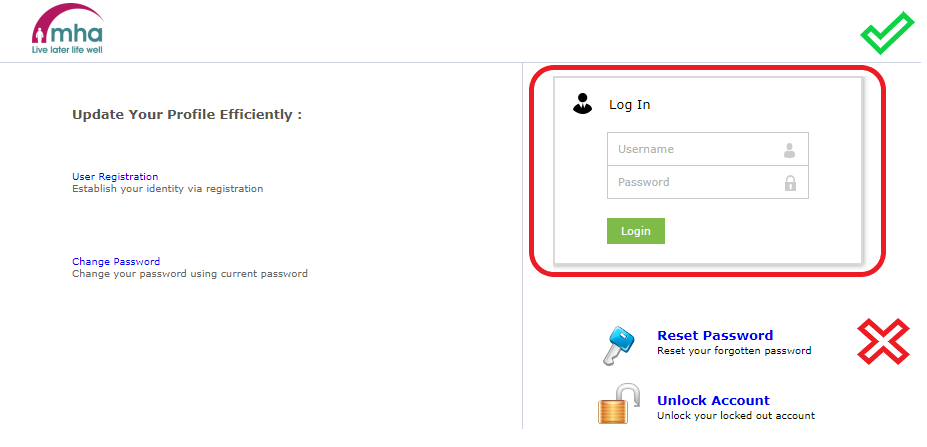 mha
Live later life well
Update Your Profile Efficiently :
User Registration
Establish your identity via registration
Change Password
Change your password using current password
Log In
Username
Password
Login
Reset Password
Reset your forgotten password
Unlock Account
Unlock your locked out account